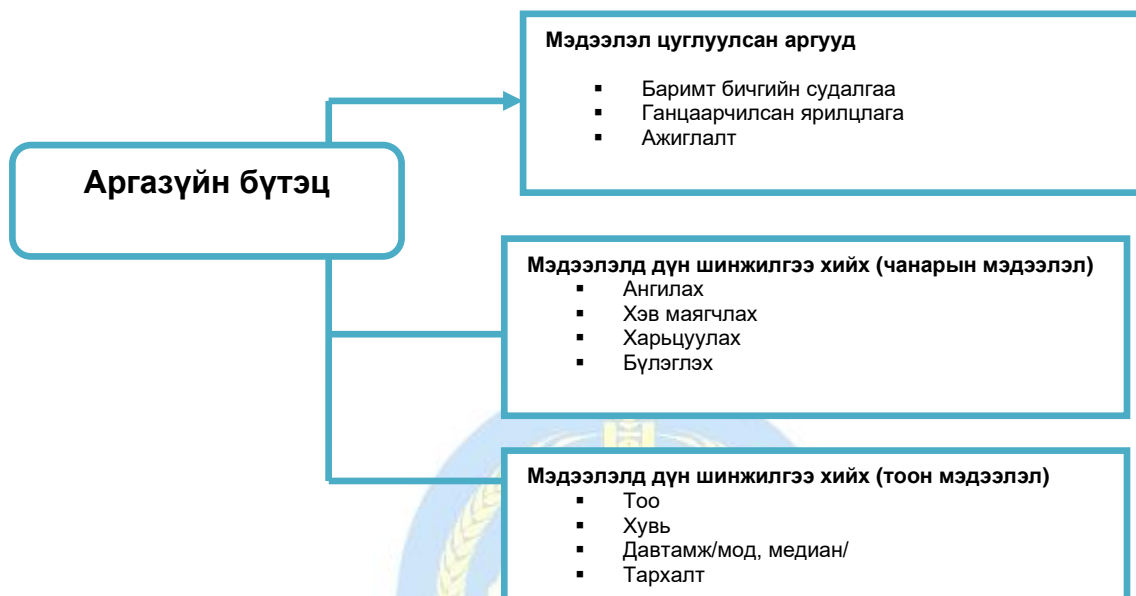 Мэдээлэл цуглуулсан аргууд
▪ Баримт бичгийн судалгаа
▪ Ганцаарчилсан ярилцлага
▪ Ажиглалт
Аргазүйн бүтэц
Мэдээлэлд дүн шинжилгээ хийх (чанарын мэдээлэл)
▪ Ангилах
▪ Хэв маягчлах
▪ Харьцуулах
▪ Бүлэглэх
Мэдээлэлд дүн шинжилгээ хийх (тоон мэдээлэл)
▪ Тоо
▪ Хувь
▪ Давтамж/мод, медиан/
▪ Тархалт